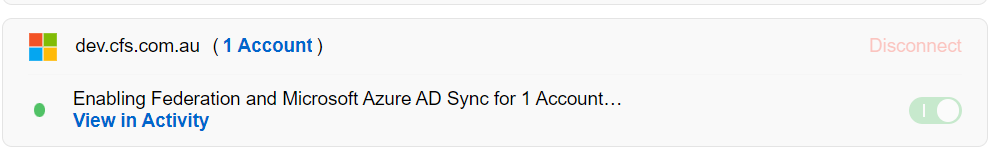 dev.cfs.com.au (1 Account) Disconnect
Enabling Federation and Microsoft Azure AD Sync for 1 Account…
View in Activity